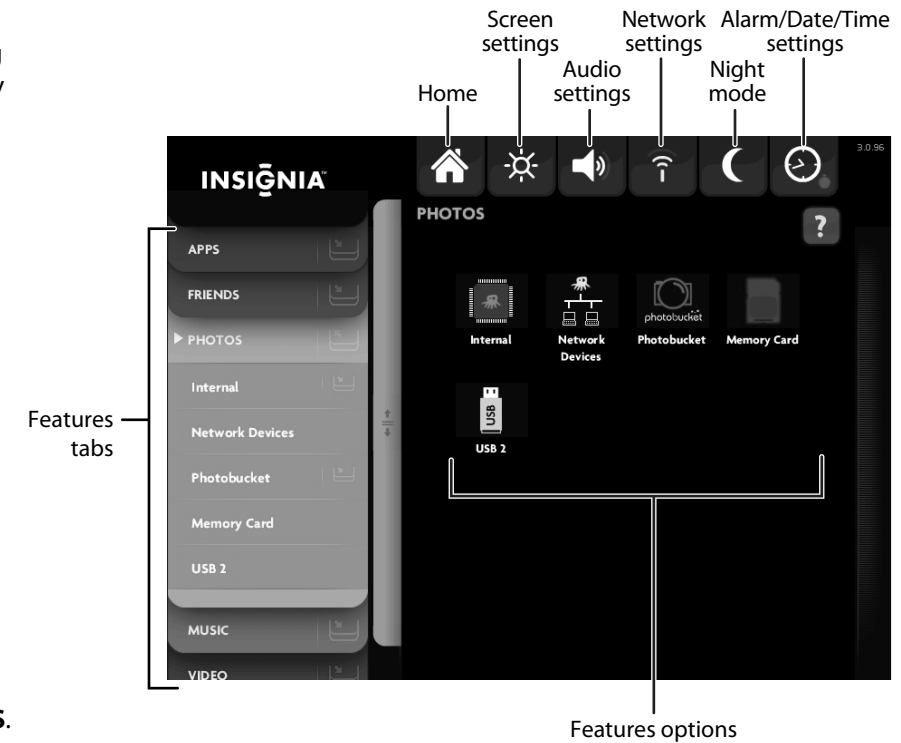 Screen settings
Network settings
Alarm/Date/Time settings
Audio settings
Night mode
Home
INSIGNIA™
3.0.96
PHOTOS
?
APPS
FRIENDS
PHOTOS
Internal
Network Devices
Photobucket
Memory Card
USB 2
MUSIC
VIDEO
photobucket
Internal
Network Devices
Photobucket
Memory Card
USB
USB 2
Features tabs
Features options
s.